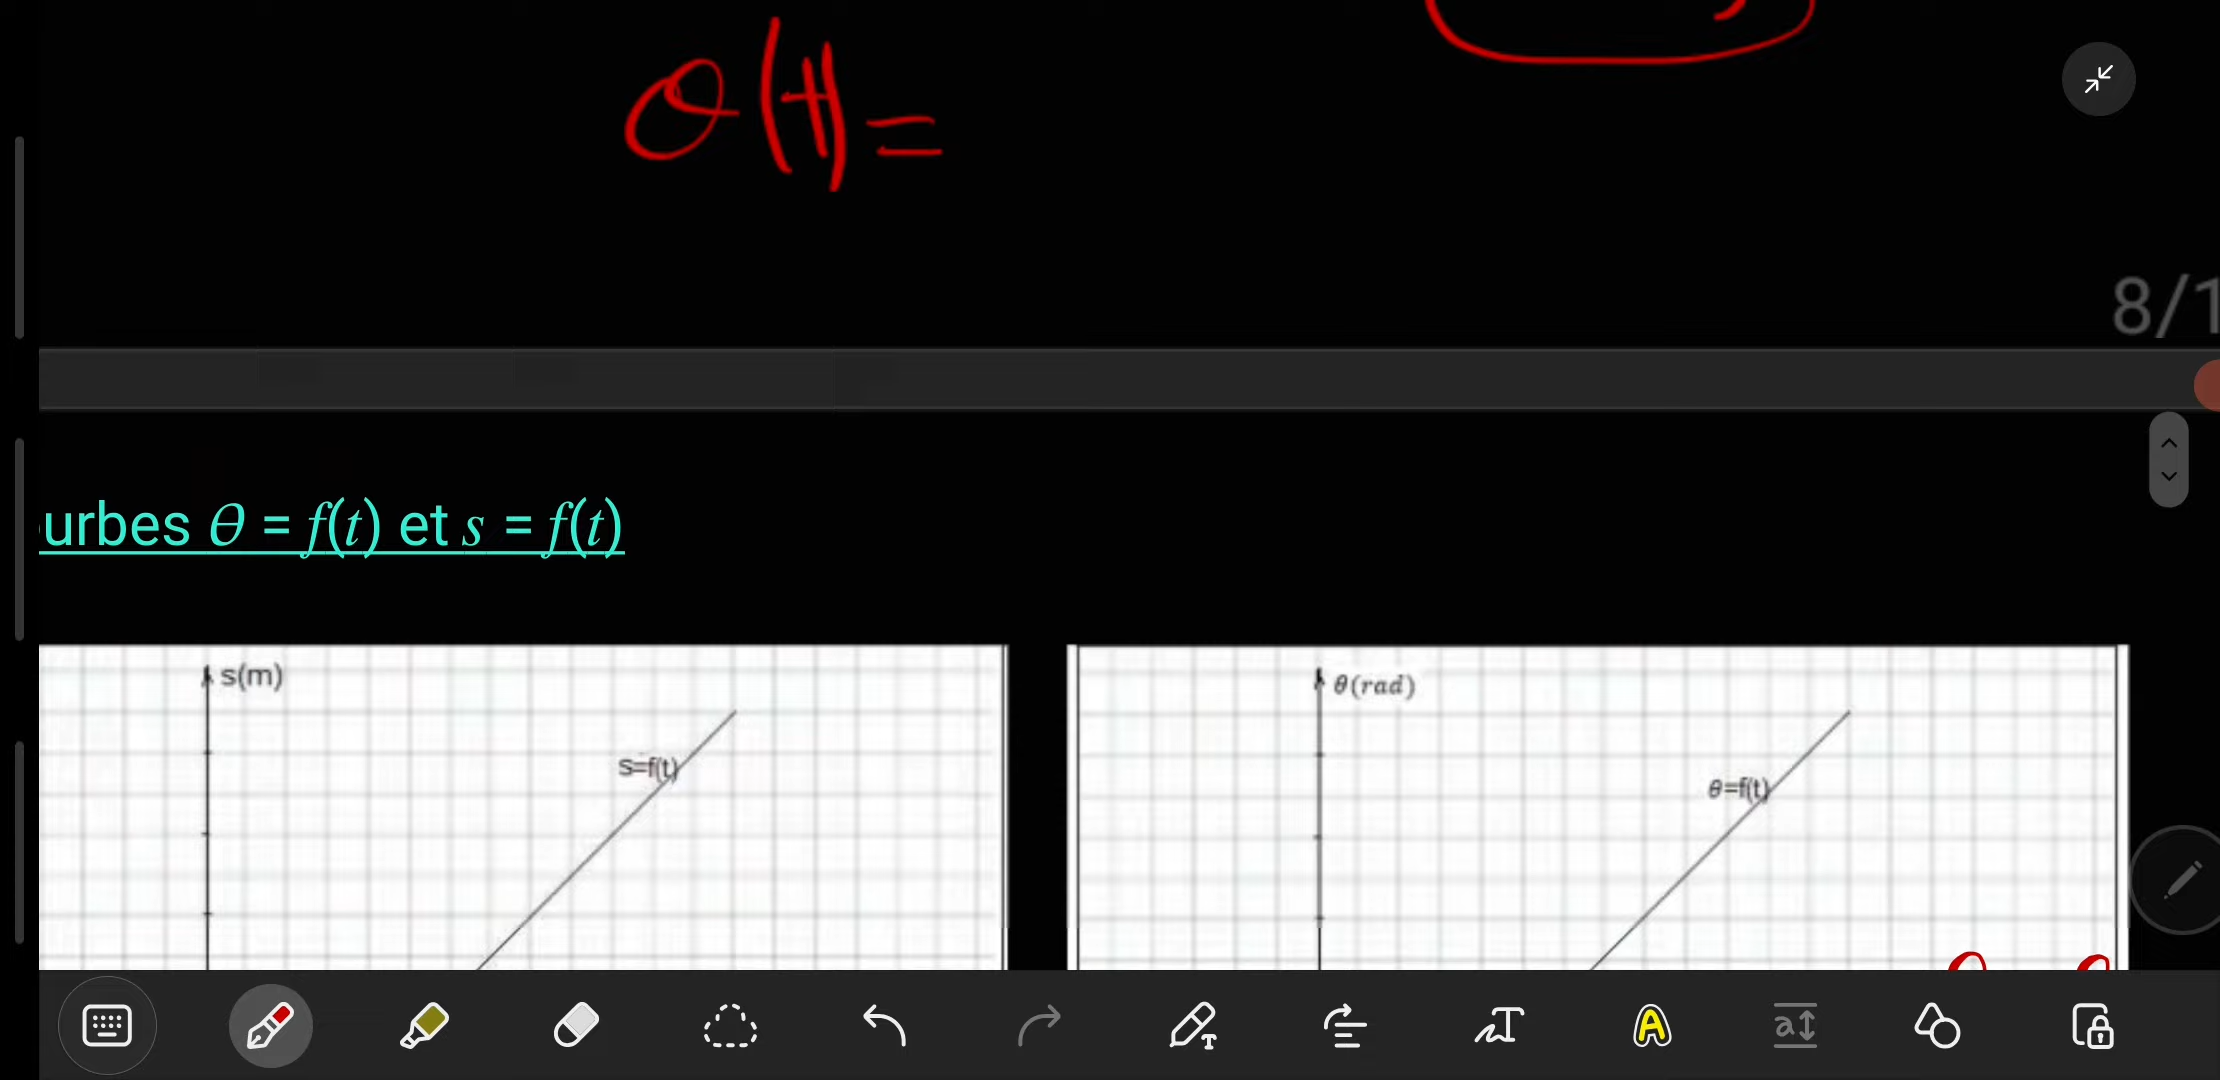 θ(t)=
8/1
urbes θ = f(t) et s = f(t)
s(m)
S=f(t)
θ(rad)
θ=f(t)